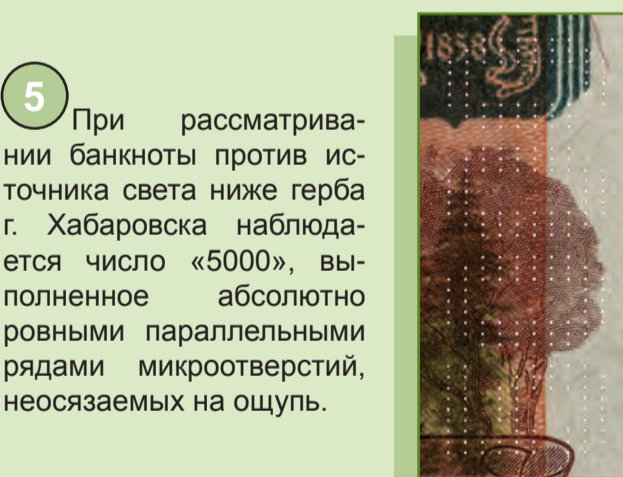 5
При рассматрива-
нии банкноты против ис-
точника света ниже герба
г. Хабаровска наблюда-
ется число «5000», вы-
полненное абсолютно
ровными параллельными
рядами микроотверстий,
неосязаемых на ощупь.
1858